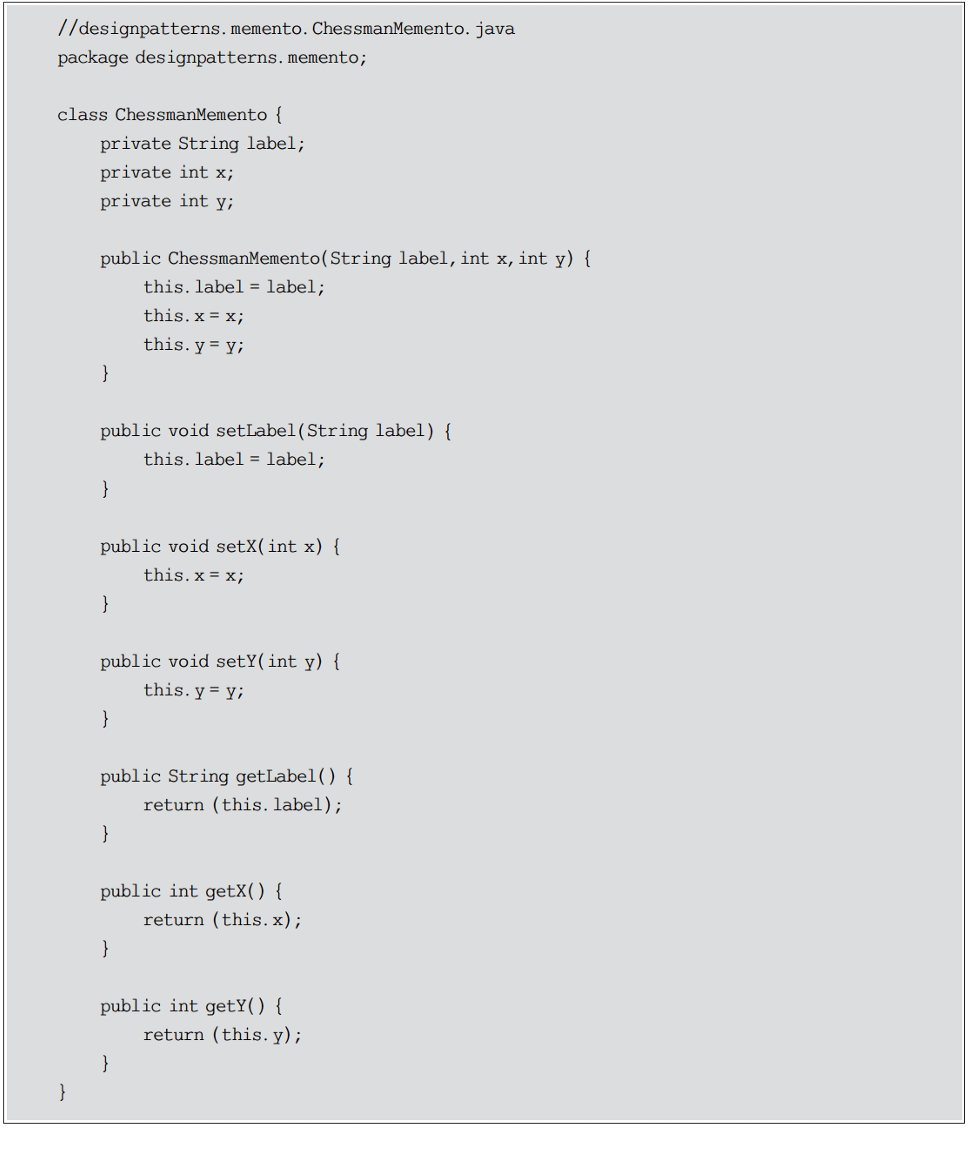 //designpatterns.memento.ChessmanMemento.java
package designpatterns.memento;
class ChessmanMemento {
private String label;
private int x;
private int y;
public ChessmanMemento(String label,int x,int y) {
this.label = label;
this.x = x;
this.y = y;
}
public void setLabel(String label) {
this.label = label;
}
public void setX(int x) {
this.x = x;
}
public void setY(int y) {
this.y = y;
}
public String getLabel() {
return (this.label);
}
public int getX() {
return (this.x);
}
public int getY() {
return (this.y);
}
}